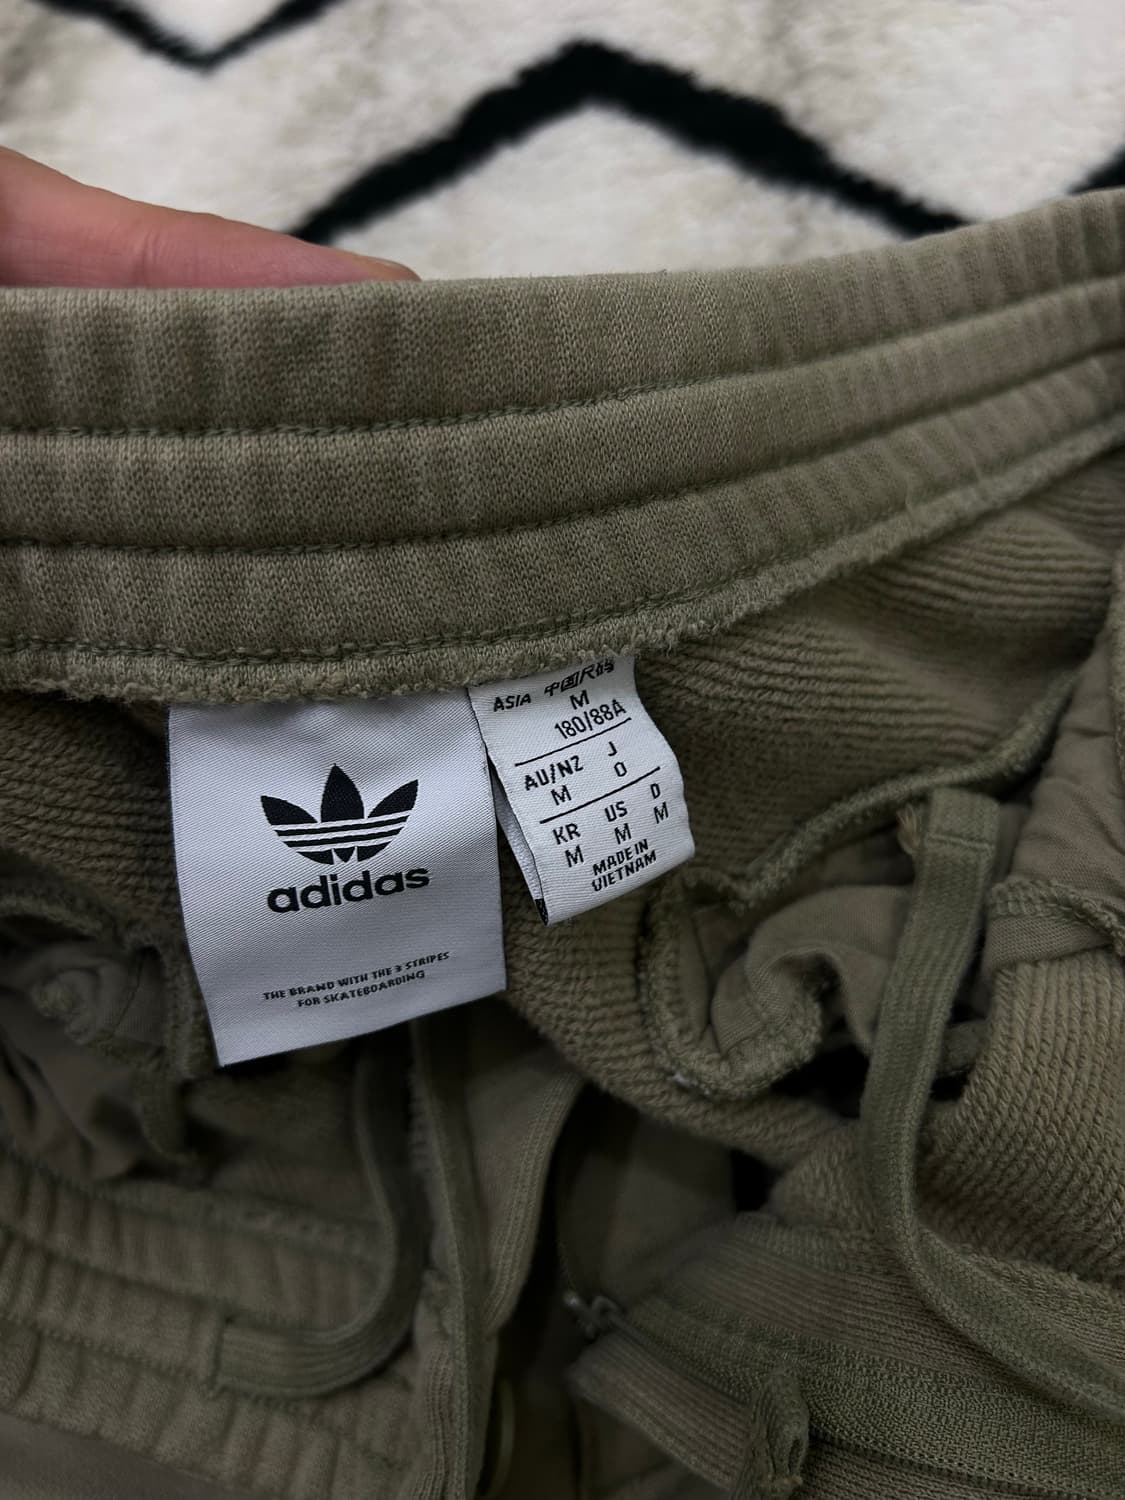 adidas
THE BRAND WITH THE 3 STRIPES
FOR SKATEBOARDING
ASIA 中国尺码
M
180/88A
AU/NZ J
M O
KR US D
M M M
MADE IN
VIETNAM